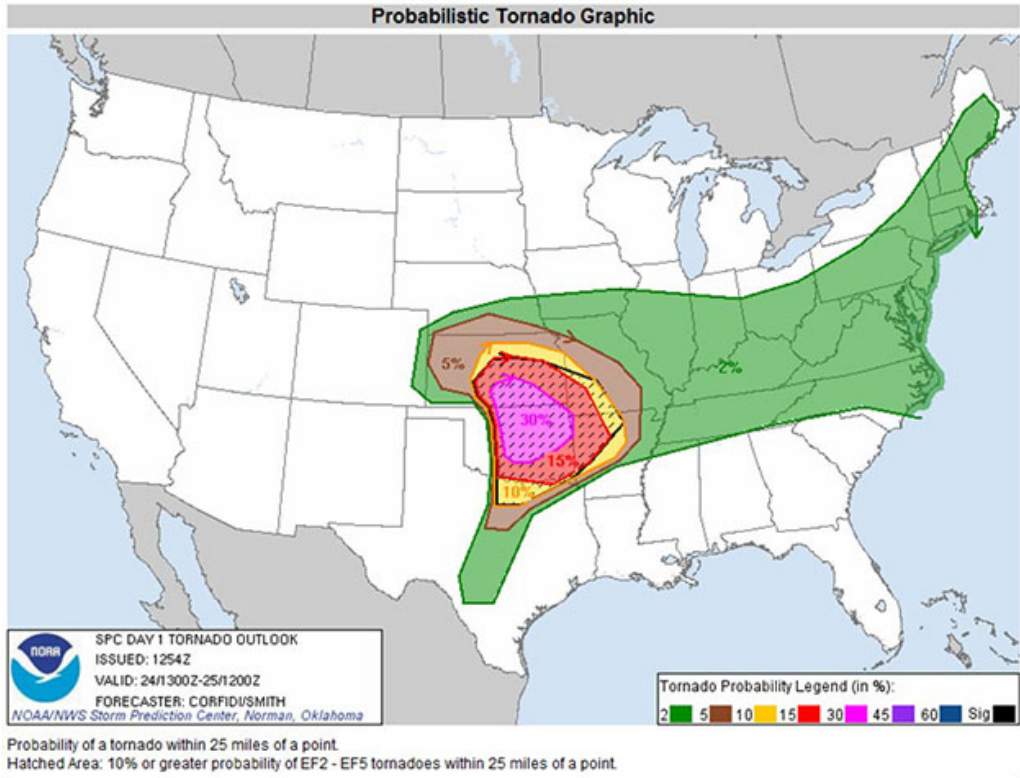 Probabilistic Tornado Graphic
5%
2%
30%
15%
10%
NOAA
SPC DAY 1 TORNADO OUTLOOK
ISSUED: 1254Z
VALID: 24/1300Z-25/1200Z
FORECASTER: CORFIDI/SMITH
NOAA/NWS Storm Prediction Center, Norman, Oklahoma
Tornado Probability Legend (in %):
2 5 10 15 30 45 60 Sig
Probability of a tornado within 25 miles of a point.
Hatched Area: 10% or greater probability of EF2 - EF5 tornadoes within 25 miles of a point.